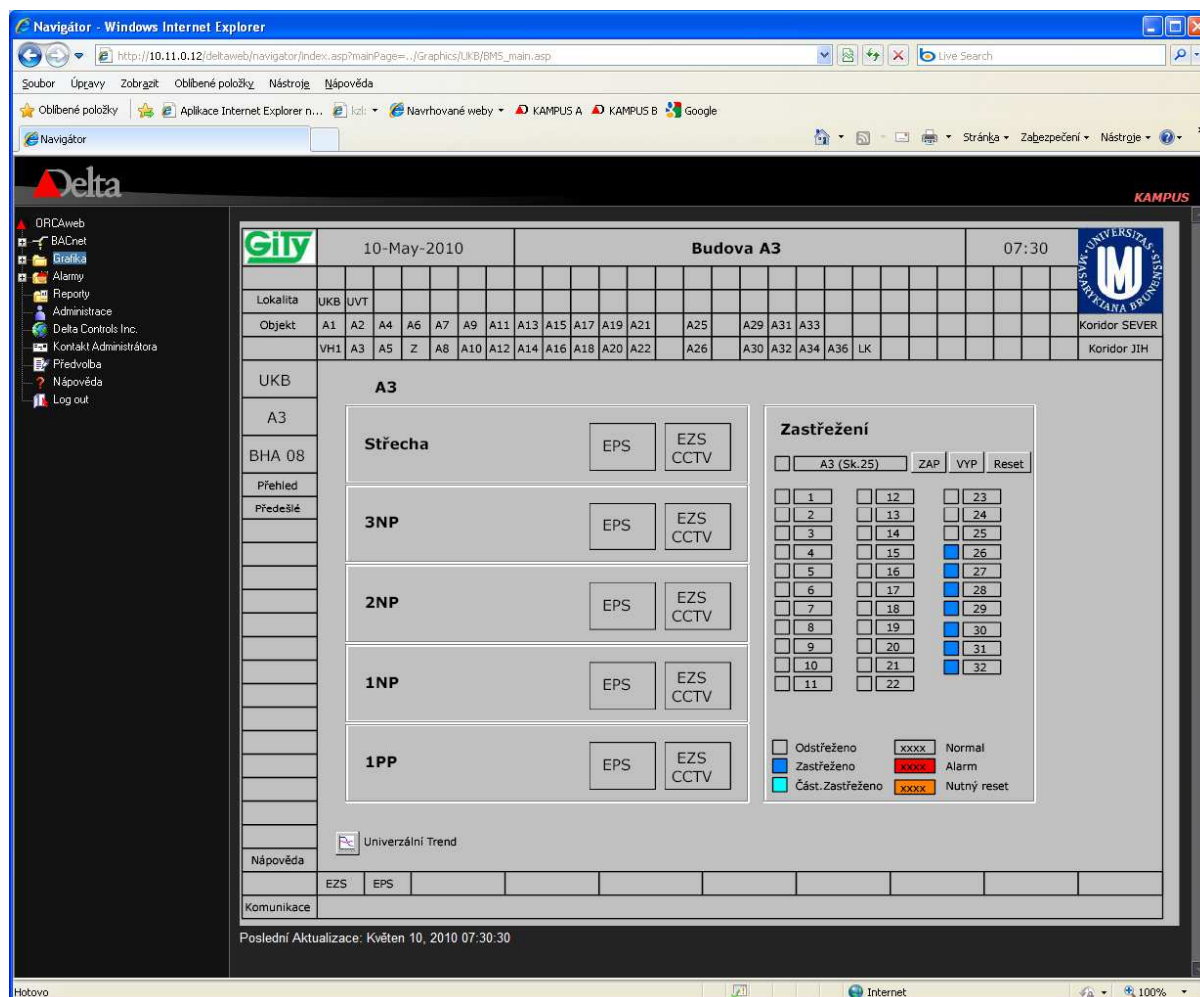 Navigátor - Windows Internet Explorer
http://10.11.0.12/deltaweb/navigator/index.asp?mainPage=../Graphics/UKB/BMS_main.asp
Live Search
Soubor Úpravy Zobrazit Oblíbené položky Nástroje Nápověda
Oblíbené položky Aplikace Internet Explorer n... kzl: Navrhované weby KAMPUS A KAMPUS B Google
Navigátor
Stránka Zabezpečení Nástroje
Delta
KAMPUS
ORCAweb
BACnet
Grafika
Alarmy
Reporty
Administrace
Delta Controls Inc.
Kontakt Administrátora
Předvolba
Nápověda
Log out
GiTy 10-May-2010 Budova A3 07:30
UNIVERSITAS MASARYKIANA BRUNENSIS
Lokalita UKB UVT
Objekt A1 A2 A4 A6 A7 A9 A11 A13 A15 A17 A19 A21 A25 A29 A31 A33 Koridor SEVER
VH1 A3 A5 Z A8 A10 A12 A14 A16 A18 A20 A22 A26 A30 A32 A34 A36 LK Koridor JIH
UKB
A3
BHA 08
Přehled
Předešlé
A3
Střecha EPS EZS CCTV
3NP EPS EZS CCTV
2NP EPS EZS CCTV
1NP EPS EZS CCTV
1PP EPS EZS CCTV
Zastřežení
A3 (Sk.25) ZAP VYP Reset
1 12 23
2 13 24
3 14 25
4 15 26
5 16 27
6 17 28
7 18 29
8 19 30
9 20 31
10 21 32
11 22
Odstřeženo xxxx Normal
Zastřeženo xxxx Alarm
Část.Zastřeženo xxxx Nutný reset
Univerzální Trend
Nápověda
EZS EPS
Komunikace
Poslední Aktualizace: Květen 10, 2010 07:30:30
Hotovo Internet 100%